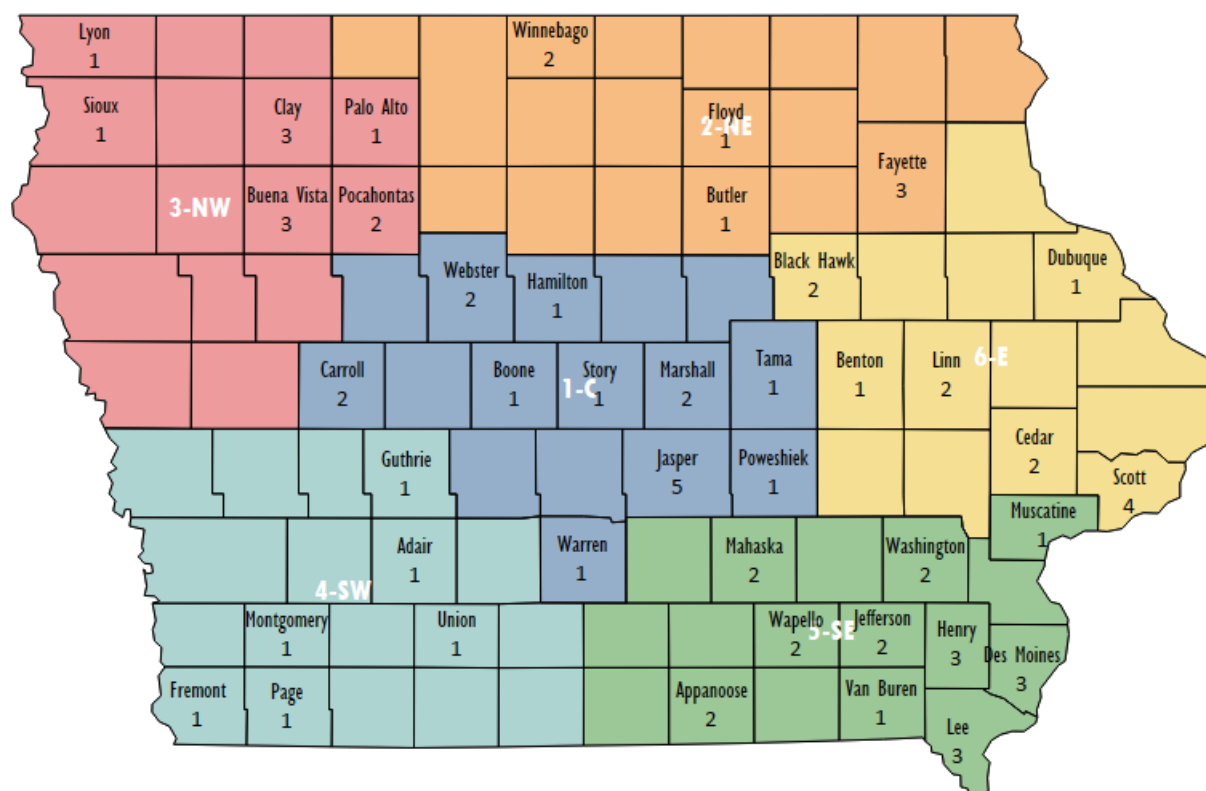 Lyon
1
Winnebago
2
Sioux
1
Clay
3
Palo Alto
1
Floyd
2-NE
1
Fayette
3
3-NW
Buena Vista
3
Pocahontas
2
Butler
1
Webster
2
Hamilton
1
Black Hawk
2
Dubuque
1
Carroll
2
Boone
1
Story
1-C
1
Marshall
2
Tama
1
Benton
1
Linn
2
6-E
Guthrie
1
Jasper
5
Poweshiek
1
Cedar
2
Scott
4
Muscatine
1
Adair
1
Warren
1
Mahaska
2
Washington
2
4-SW
Montgomery
1
Union
1
Wapello
2
5-SE
Jefferson
2
Henry
3
Des Moines
3
Fremont
1
Page
1
Appanoose
2
Van Buren
1
Lee
3